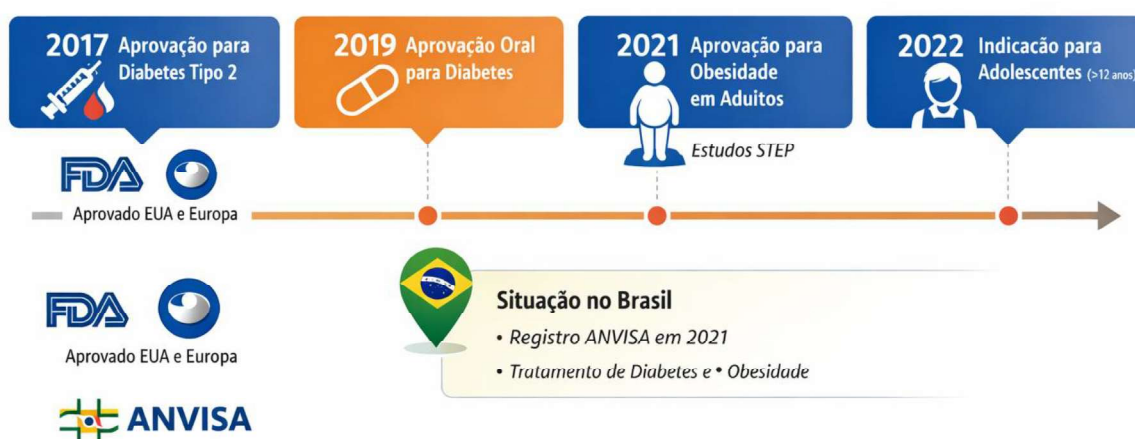 2017 Aprovação para
Diabetes Tipo 2
2019 Aprovação Oral
para Diabetes
2021 Aprovação para
Obesidade
em Aduitos
2022 Indicacão para
Adolescentes (>12 anos)
Estudos STEP
FDA
Aprovado EUA e Europa
Situação no Brasil
• Registro ANVISA em 2021
• Tratamento de Diabetes e • Obesidade
FDA
Aprovado EUA e Europa
ANVISA